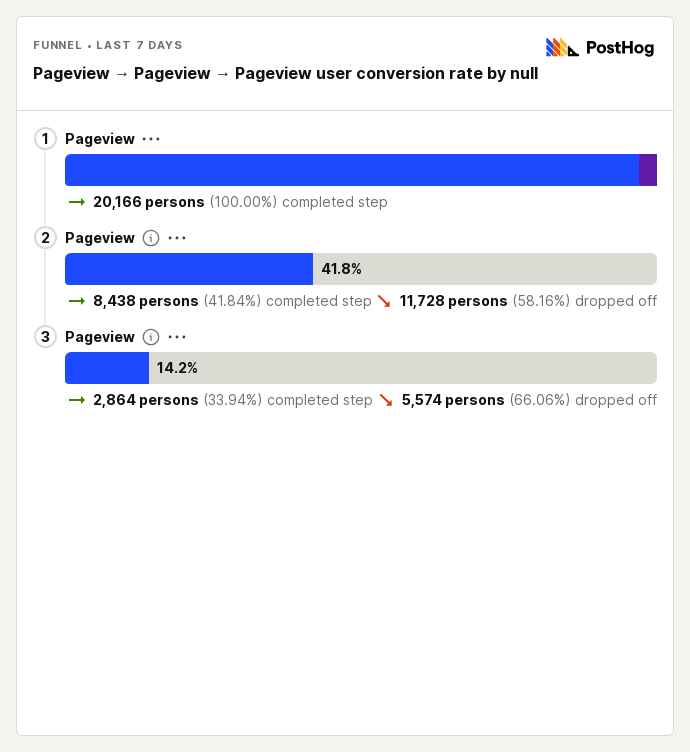 FUNNEL • LAST 7 DAYS
PostHog
Pageview → Pageview → Pageview user conversion rate by null
1 Pageview ···
→ 20,166 persons (100.00%) completed step
2 Pageview ···
41.8%
→ 8,438 persons (41.84%) completed step ↘ 11,728 persons (58.16%) dropped off
3 Pageview ···
14.2%
→ 2,864 persons (33.94%) completed step ↘ 5,574 persons (66.06%) dropped off